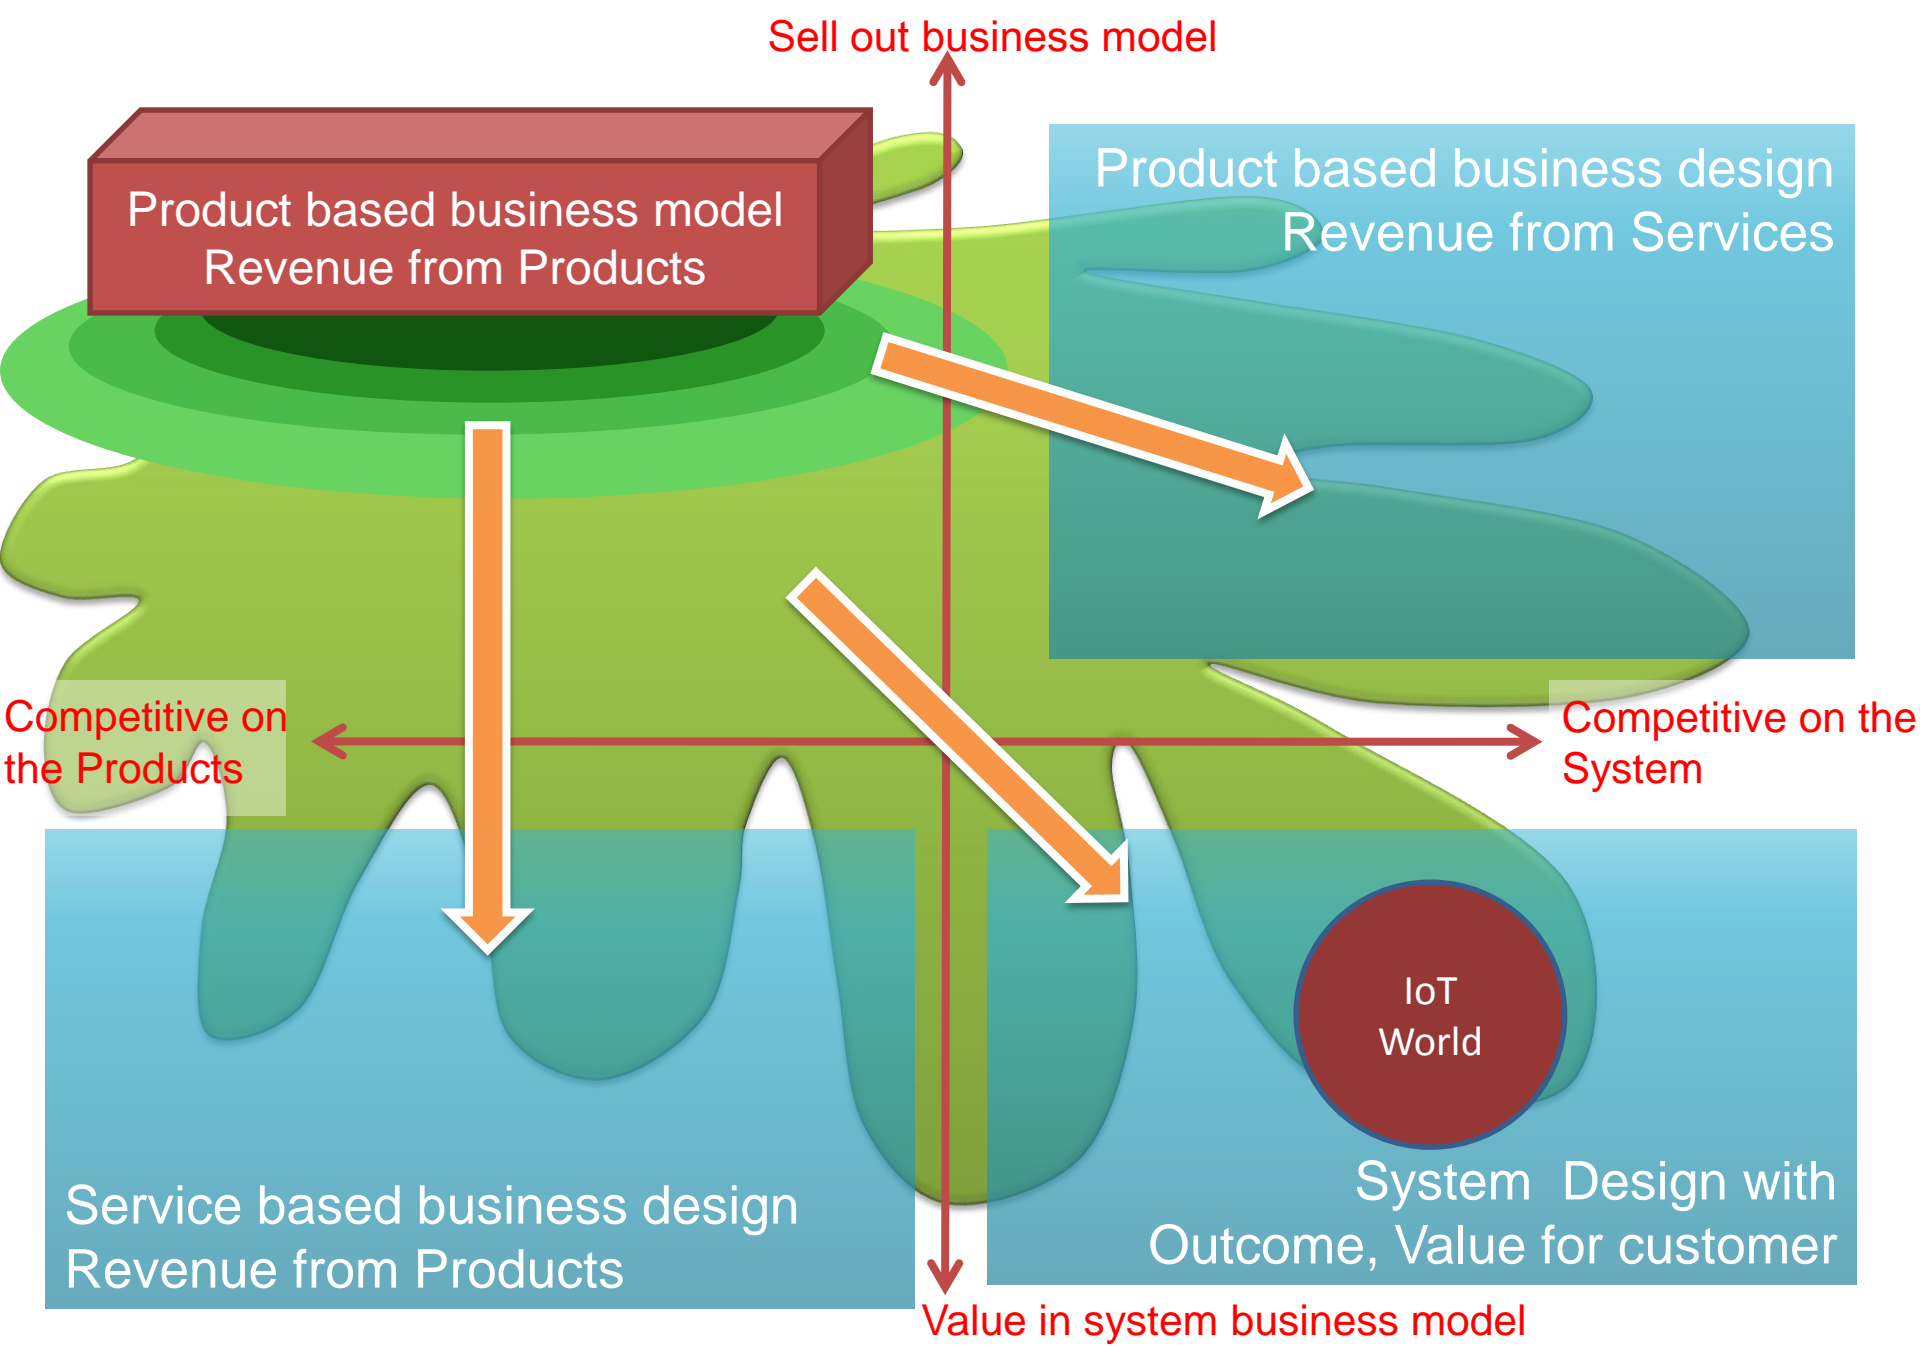 Sell out business model
Product based business model
Revenue from Products
Product based business design
Revenue from Services
Competitive on
the Products
Competitive on the
System
IoT
World
Service based business design
Revenue from Products
System  Design with
Outcome, Value for customer
Value in system business model